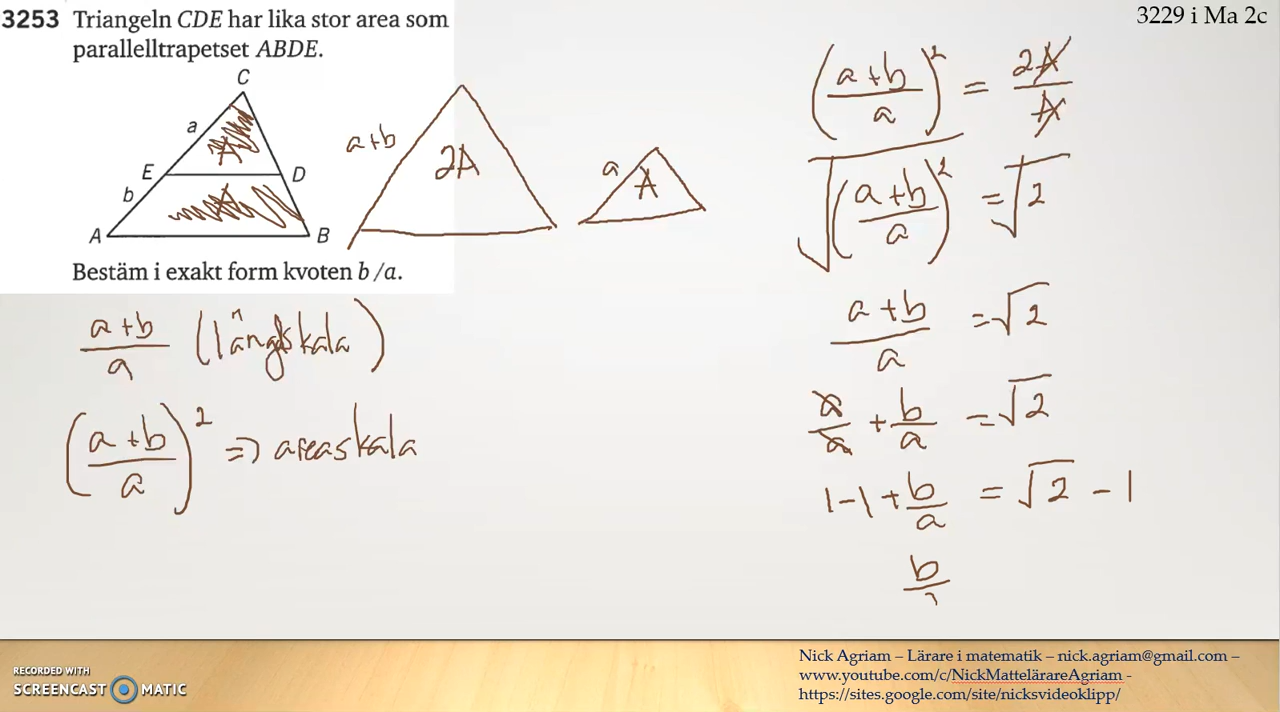 3229 i Ma 2c
3253 Triangeln CDE har lika stor area som
parallelltrapetset ABDE.
C
a
A
E
D
b
A
A
B
Bestäm i exakt form kvoten b/a.
a+b
2A
a
A
a+b/a (längdskala)
(a+b/a)² => areaskala
(a+b/a)² = 2A/A
√(a+b/a)² = √2
a+b/a = √2
a/a + b/a = √2
1-1+b/a = √2 - 1
b
RECORDED WITH
SCREENCAST MATIC
Nick Agriam – Lärare i matematik – nick.agriam@gmail.com –
www.youtube.com/c/NickMattelärareAgriam -
https://sites.google.com/site/nicksvideoklipp/